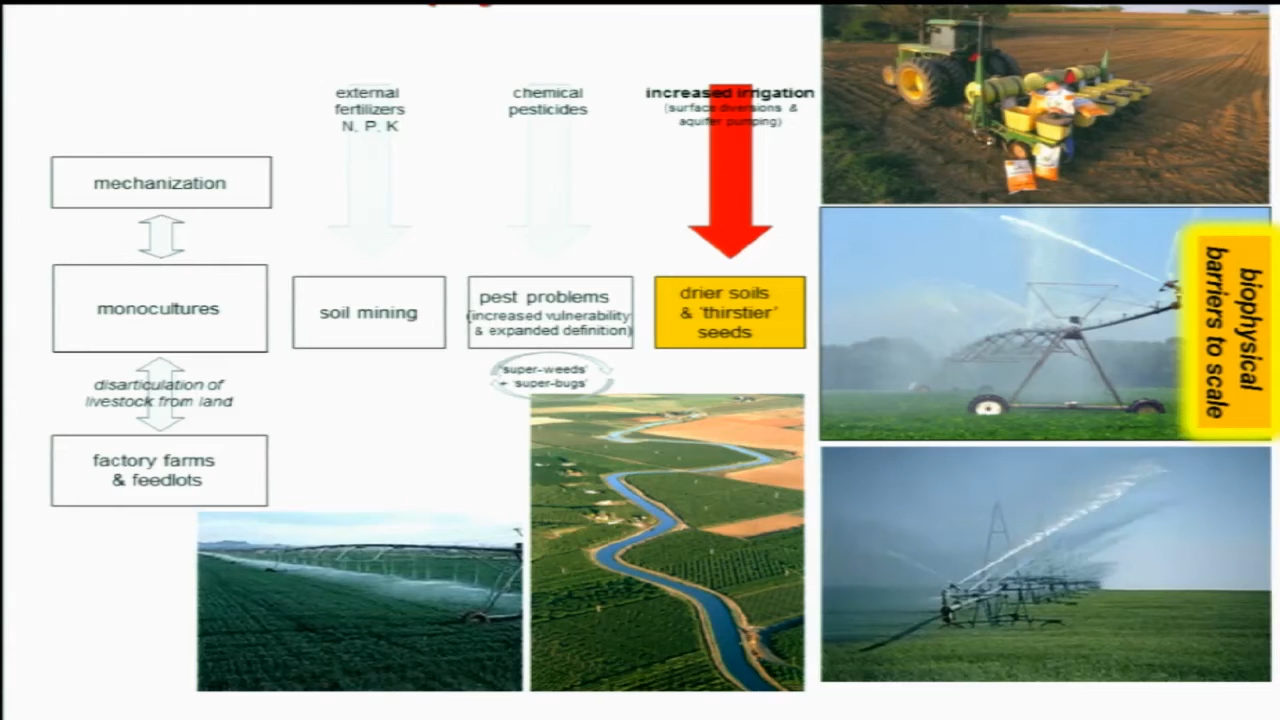 external
fertilizers
N. P. K
chemical
pesticides
increased irrigation
(surface diversions &
aquifer pumping)
mechanization
monocultures
soil mining
pest problems
(increased vulnerability
& expanded definition)
drier soils
& 'thirstier'
seeds
'super-weeds'
+ 'super-bugs'
disarticulation of
livestock from land
factory farms
& feedlots
biophysical
barriers to scale